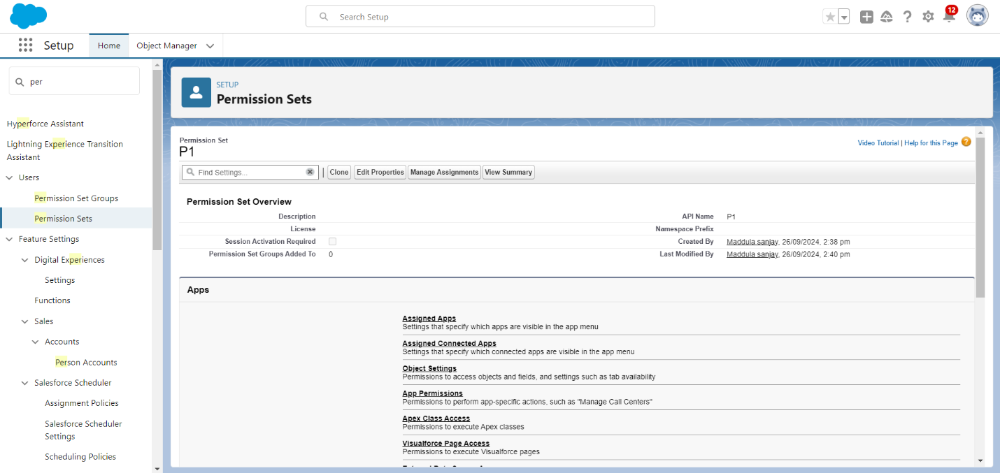 Search Setup
12
Setup
Home
Object Manager
per
Hyperforce Assistant
Lightning Experience Transition
Assistant
Users
Permission Set Groups
Permission Sets
Feature Settings
Digital Experiences
Settings
Functions
Sales
Accounts
Person Accounts
Salesforce Scheduler
Assignment Policies
Salesforce Scheduler
Settings
Scheduling Policies
SETUP
Permission Sets
Permission Set
P1
Video Tutorial | Help for this Page ?
Find Settings... | Clone Edit Properties Manage Assignments View Summary
Permission Set Overview
Description API Name P1
License Namespace Prefix
Session Activation Required Created By Maddula sanjay, 26/09/2024, 2:38 pm
Permission Set Groups Added To 0 Last Modified By Maddula sanjay, 26/09/2024, 2:40 pm
Apps
Assigned Apps
Settings that specify which apps are visible in the app menu
Assigned Connected Apps
Settings that specify which connected apps are visible in the app menu
Object Settings
Permissions to access objects and fields, and settings such as tab availability
App Permissions
Permissions to perform app-specific actions, such as "Manage Call Centers"
Apex Class Access
Permissions to execute Apex classes
Visualforce Page Access
Permissions to execute Visualforce pages